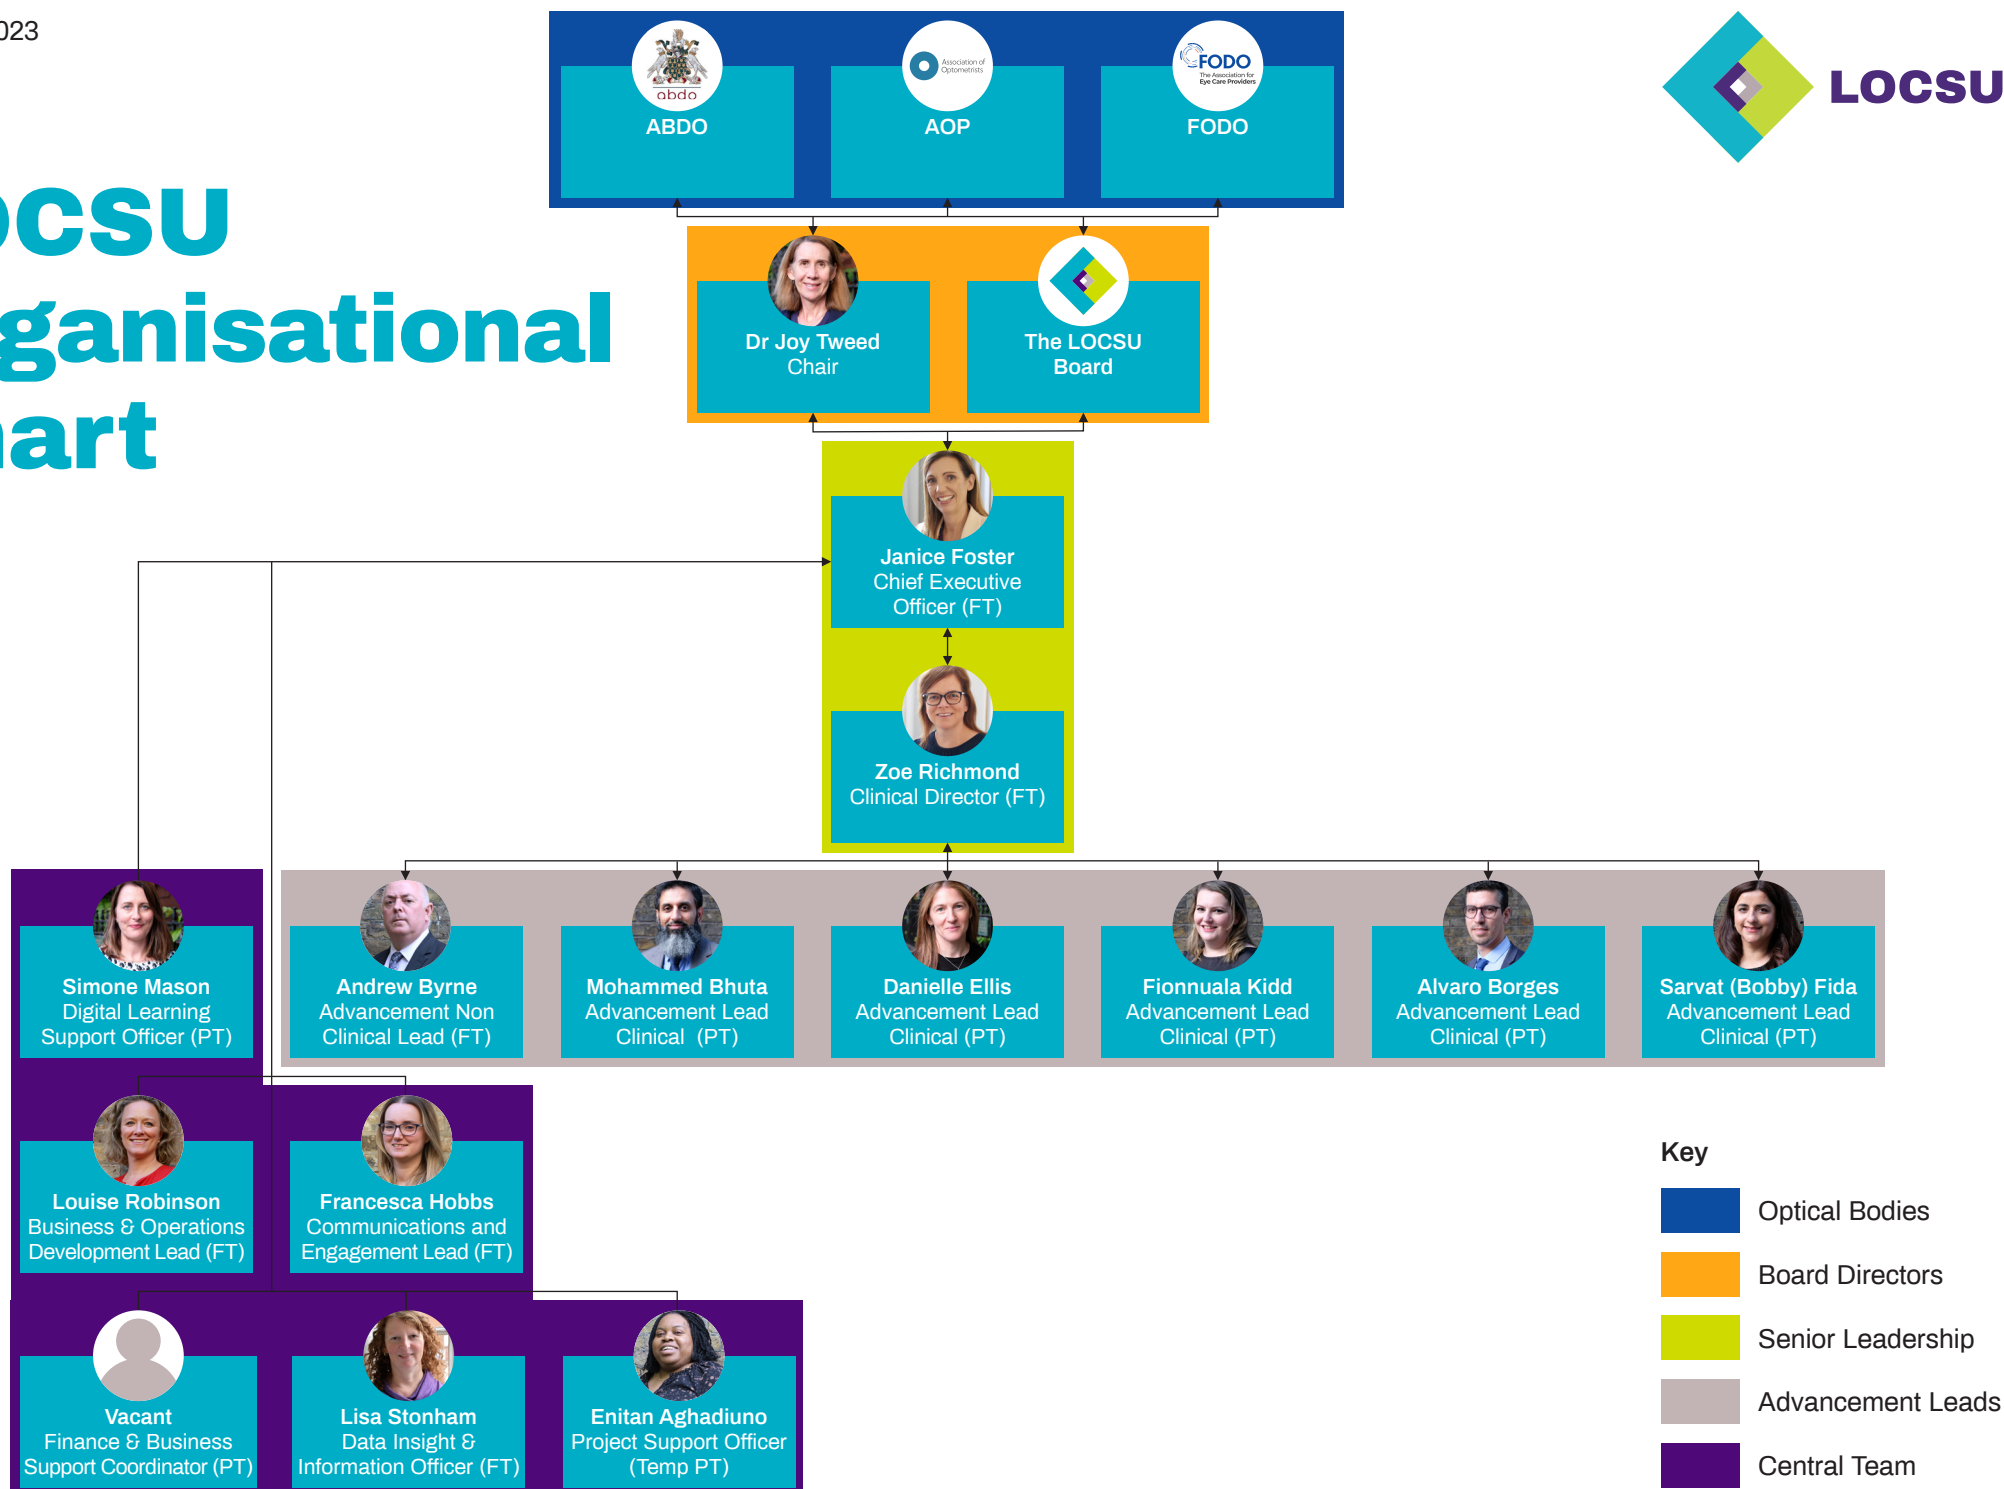 023
abdo
Association of
Optometrists
FODO
The Association for
Eye Care Providers
ABDO
AOP
FODO
LOCSU
OCSU
ganisational
art
Dr Joy Tweed
Chair
The LOCSU
Board
Janice Foster
Chief Executive
Officer (FT)
Zoe Richmond
Clinical Director (FT)
Simone Mason
Digital Learning
Support Officer (PT)
Andrew Byrne
Advancement Non
Clinical Lead (FT)
Mohammed Bhuta
Advancement Lead
Clinical (PT)
Danielle Ellis
Advancement Lead
Clinical (PT)
Fionnuala Kidd
Advancement Lead
Clinical (PT)
Alvaro Borges
Advancement Lead
Clinical (PT)
Sarvat (Bobby) Fida
Advancement Lead
Clinical (PT)
Louise Robinson
Business & Operations
Development Lead (FT)
Francesca Hobbs
Communications and
Engagement Lead (FT)
Vacant
Finance & Business
Support Coordinator (PT)
Lisa Stonham
Data Insight &
Information Officer (FT)
Enitan Aghadiuno
Project Support Officer
(Temp PT)
Key
Optical Bodies
Board Directors
Senior Leadership
Advancement Leads
Central Team